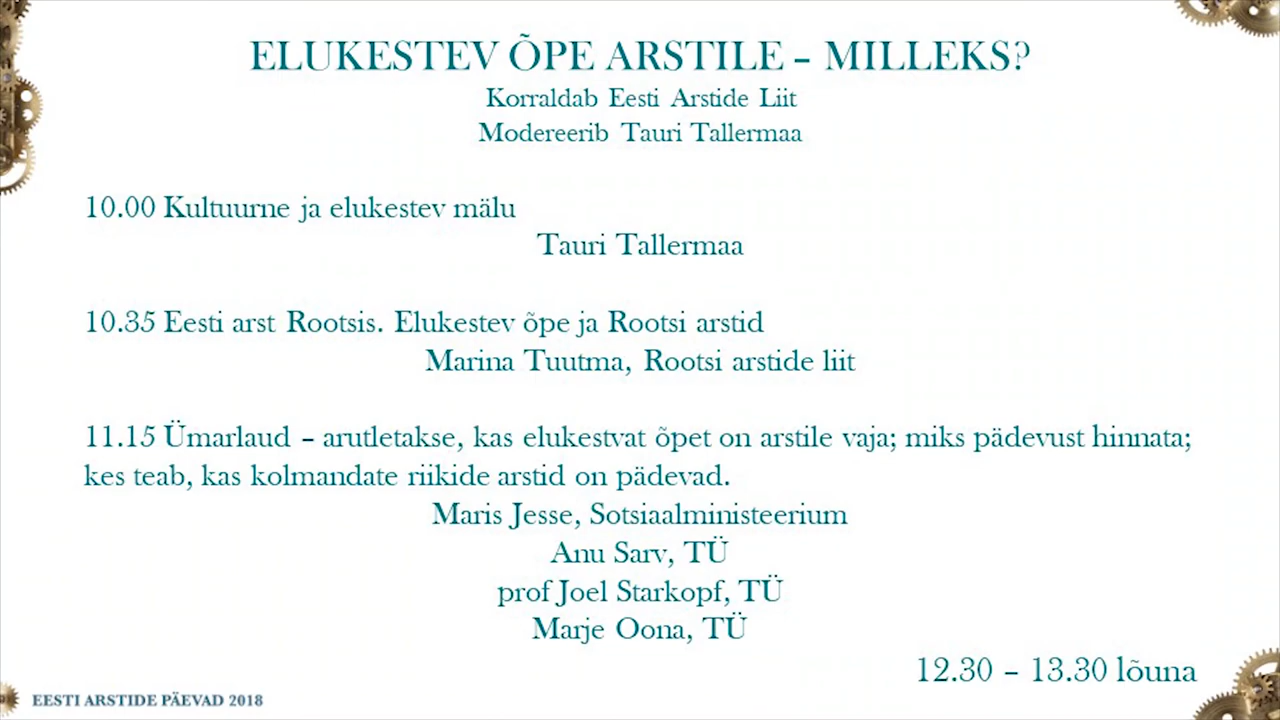 ELUKESTEV ÕPE ARSTILE – MILLEKS?
Korraldab Eesti Arstide Liit
Modereerib Tauri Tallermaa
10.00 Kultuurne ja elukestev mälu
Tauri Tallermaa
10.35 Eesti arst Rootsis. Elukestev õpe ja Rootsi arstid
Marina Tuutma, Rootsi arstide liit
11.15 Ümarlaud – arutletakse, kas elukestvat õpet on arstile vaja; miks pädevust hinnata;
kes teab, kas kolmandate riikide arstid on pädevad.
Maris Jesse, Sotsiaalministeerium
Anu Sarv, TÜ
prof Joel Starkopf, TÜ
Marje Oona, TÜ
12.30 – 13.30 lõuna
EESTI ARSTIDE PÄEVAD 2018